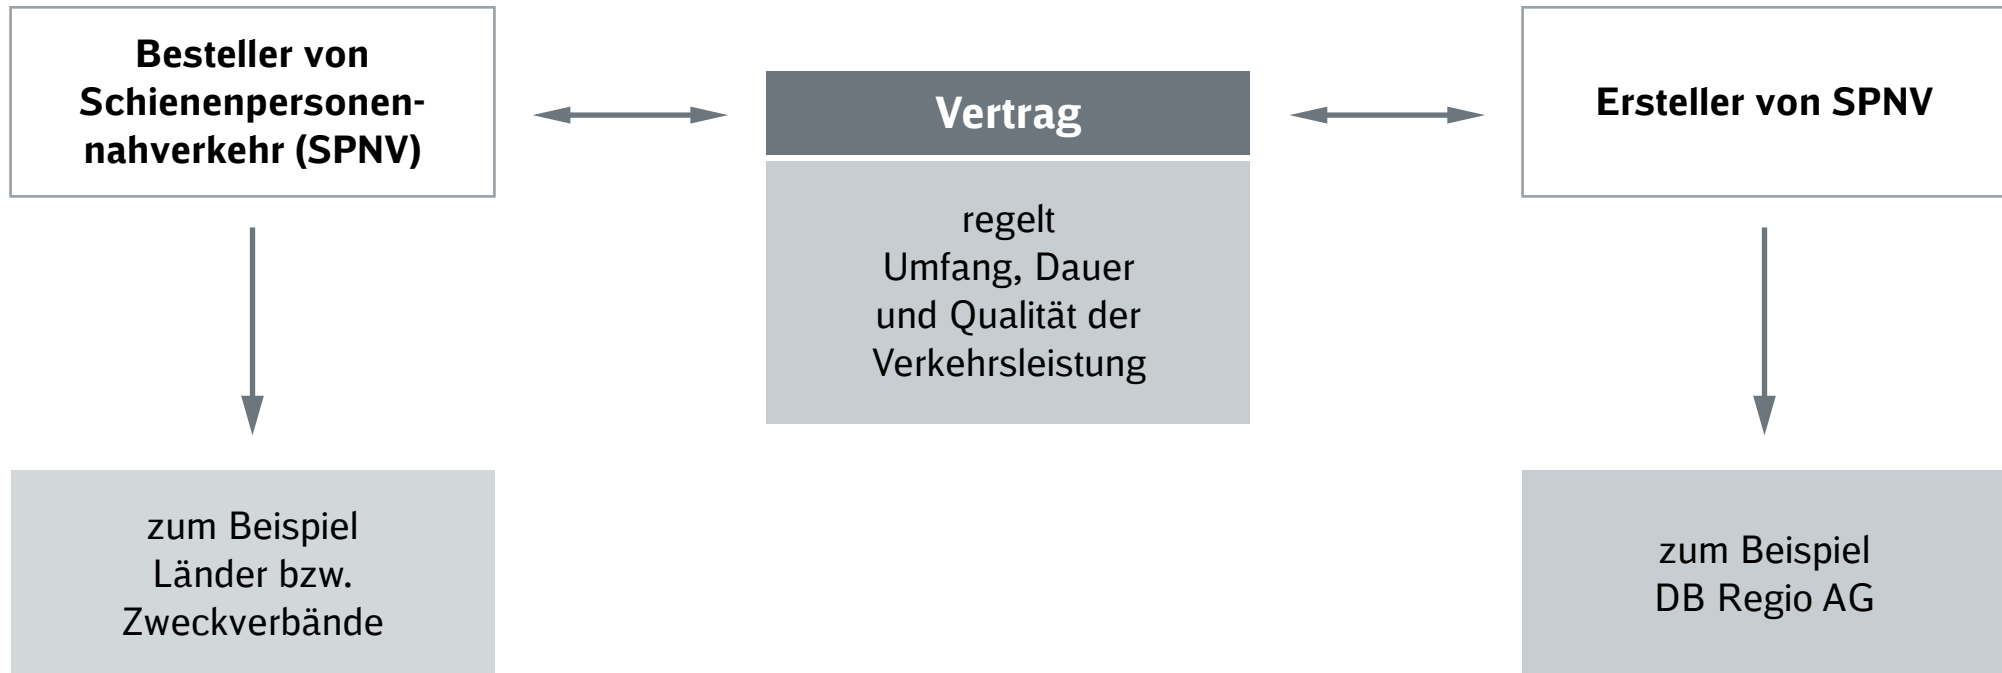 Besteller von
Schienenpersonen-
nahverkehr (SPNV)
Vertrag
regelt
Umfang, Dauer
und Qualität der
Verkehrsleistung
Ersteller von SPNV
zum Beispiel
Länder bzw.
Zweckverbände
zum Beispiel
DB Regio AG